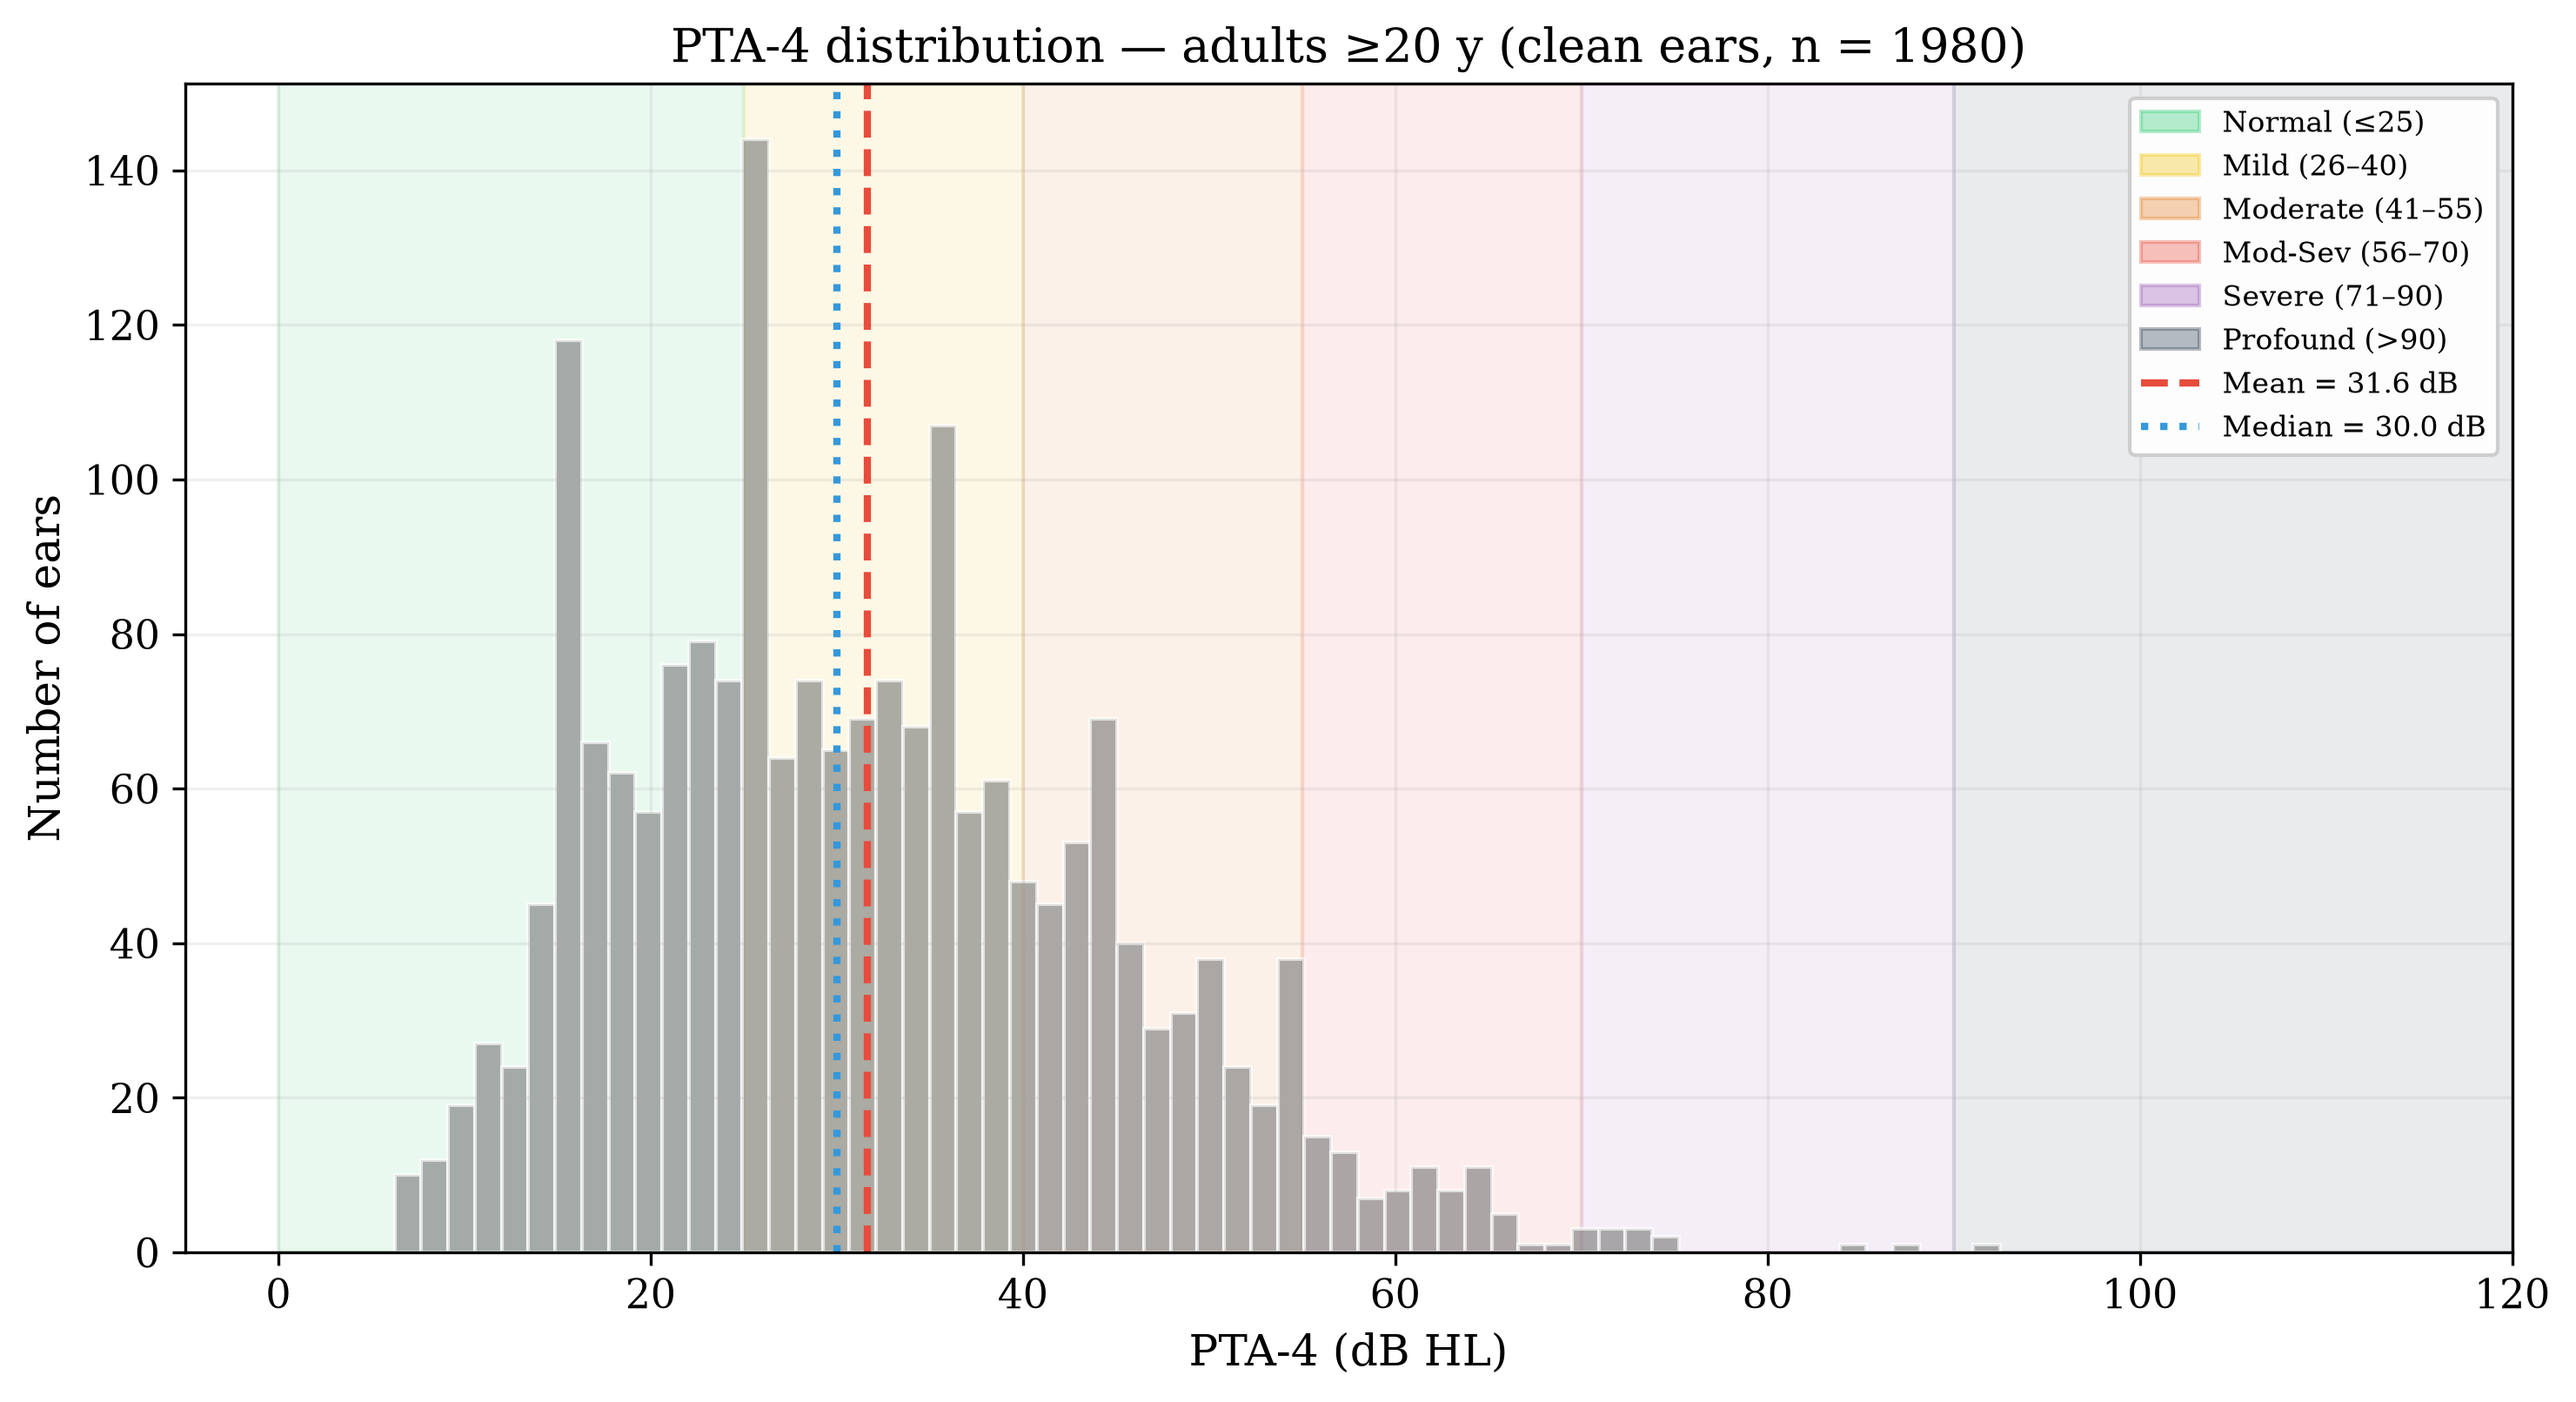 PTA-4 distribution — adults ≥20 y (clean ears, n = 1980)
Normal (≤25)
Mild (26–40)
Moderate (41–55)
Mod-Sev (56–70)
Severe (71–90)
Profound (>90)
Mean = 31.6 dB
Median = 30.0 dB
Number of ears
140
120
100
80
60
40
20
0
0 20 40 60 80 100 120
PTA-4 (dB HL)